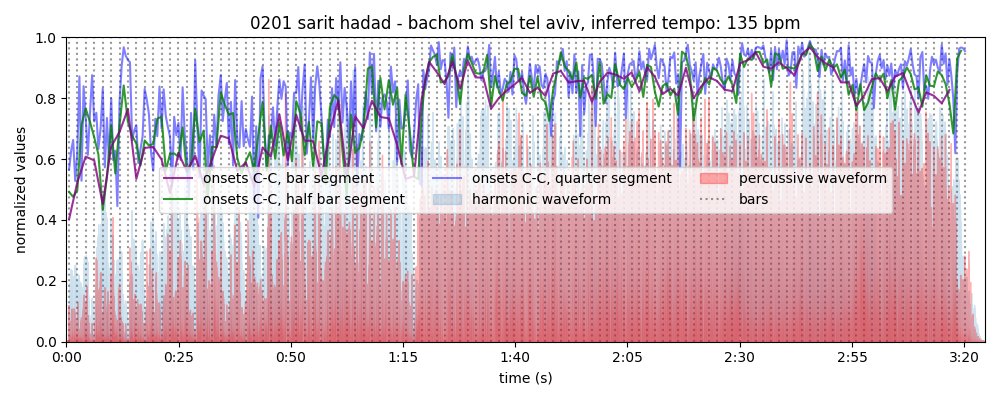 0201 sarit hadad - bachom shel tel aviv, inferred tempo: 135 bpm
normalized values
1.0
0.8
0.6
0.4
0.2
0.0
onsets C-C, bar segment
onsets C-C, half bar segment
onsets C-C, quarter segment
harmonic waveform
percussive waveform
bars
0:00 0:25 0:50 1:15 1:40 2:05 2:30 2:55 3:20
time (s)